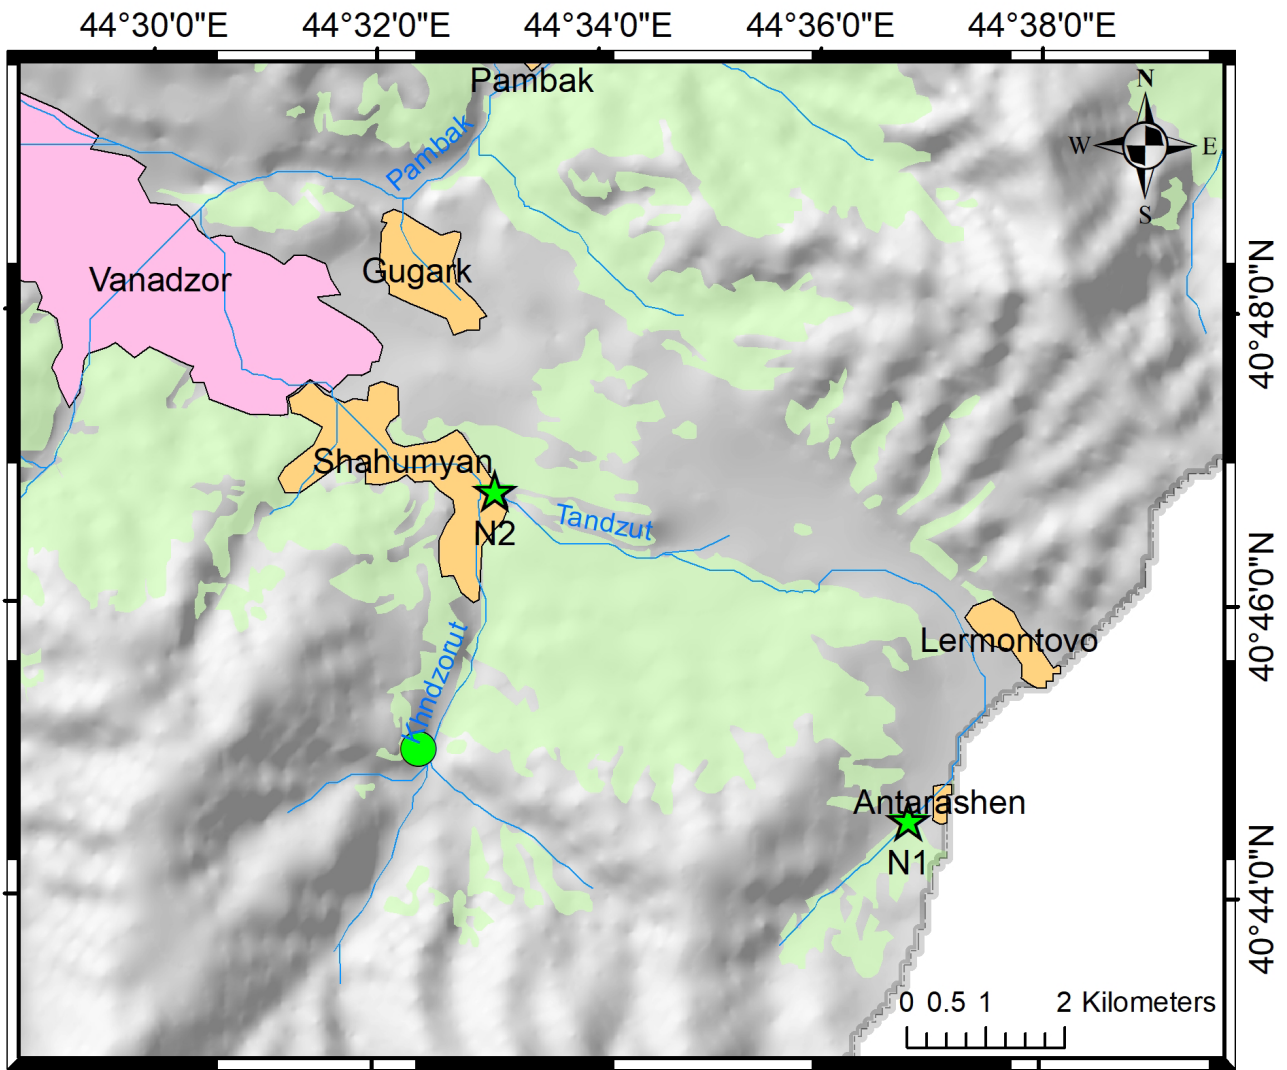 44°30'0"E 44°32'0"E 44°34'0"E 44°36'0"E 44°38'0"E
Pambak
N
W E
S
Pambak
Vanadzor
Gugark
40°48'0"N
Shahumyan
N2
Tandzut
40°46'0"N
Lermontovo
Khndzorut
Antarashen
N1
40°44'0"N
0 0.5 1 2 Kilometers